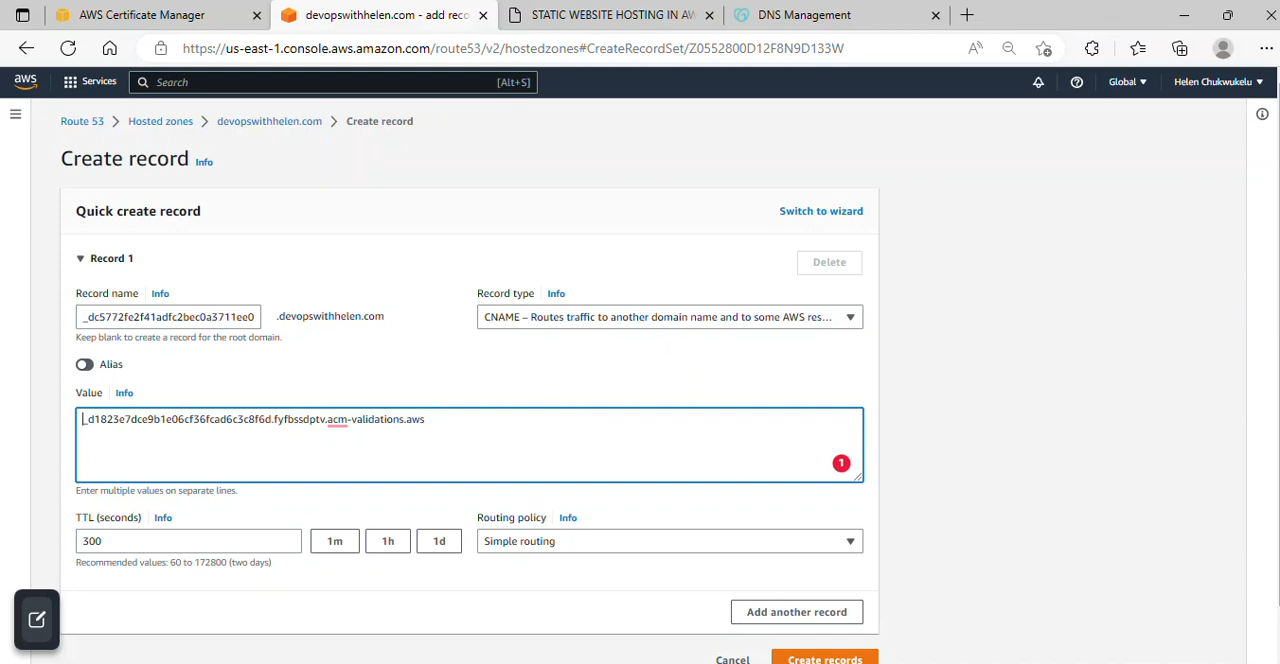 AWS Certificate Manager
devopswithhelen.com - add reco
STATIC WEBSITE HOSTING IN AW
DNS Management
https://us-east-1.console.aws.amazon.com/route53/v2/hostedzones#CreateRecordSet/Z0552800D12F8N9D133W
aws
Services
Search
[Alt+S]
Global
Helen Chukwukelu
Route 53 > Hosted zones > devopswithhelen.com > Create record
Create record Info
Quick create record
Switch to wizard
Record 1
Delete
Record name Info
Record type Info
_dc5772fe2f41adfc2bec0a3711ee0
.devopswithhelen.com
CNAME – Routes traffic to another domain name and to some AWS res...
Keep blank to create a record for the root domain.
Alias
Value Info
_d1823e7dce9b1e06cf36fcad6c3c8f6d.fyfbssdptv.acm-validations.aws
1
Enter multiple values on separate lines.
TTL (seconds) Info
Routing policy Info
300
1m
1h
1d
Simple routing
Recommended values: 60 to 172800 (two days)
Add another record
Cancel
Create records